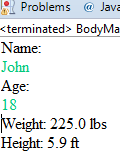 Problems @ Java
<terminated> BodyMa
Name:
John
Age:
18
Weight: 225.0 lbs
Height: 5.9 ft